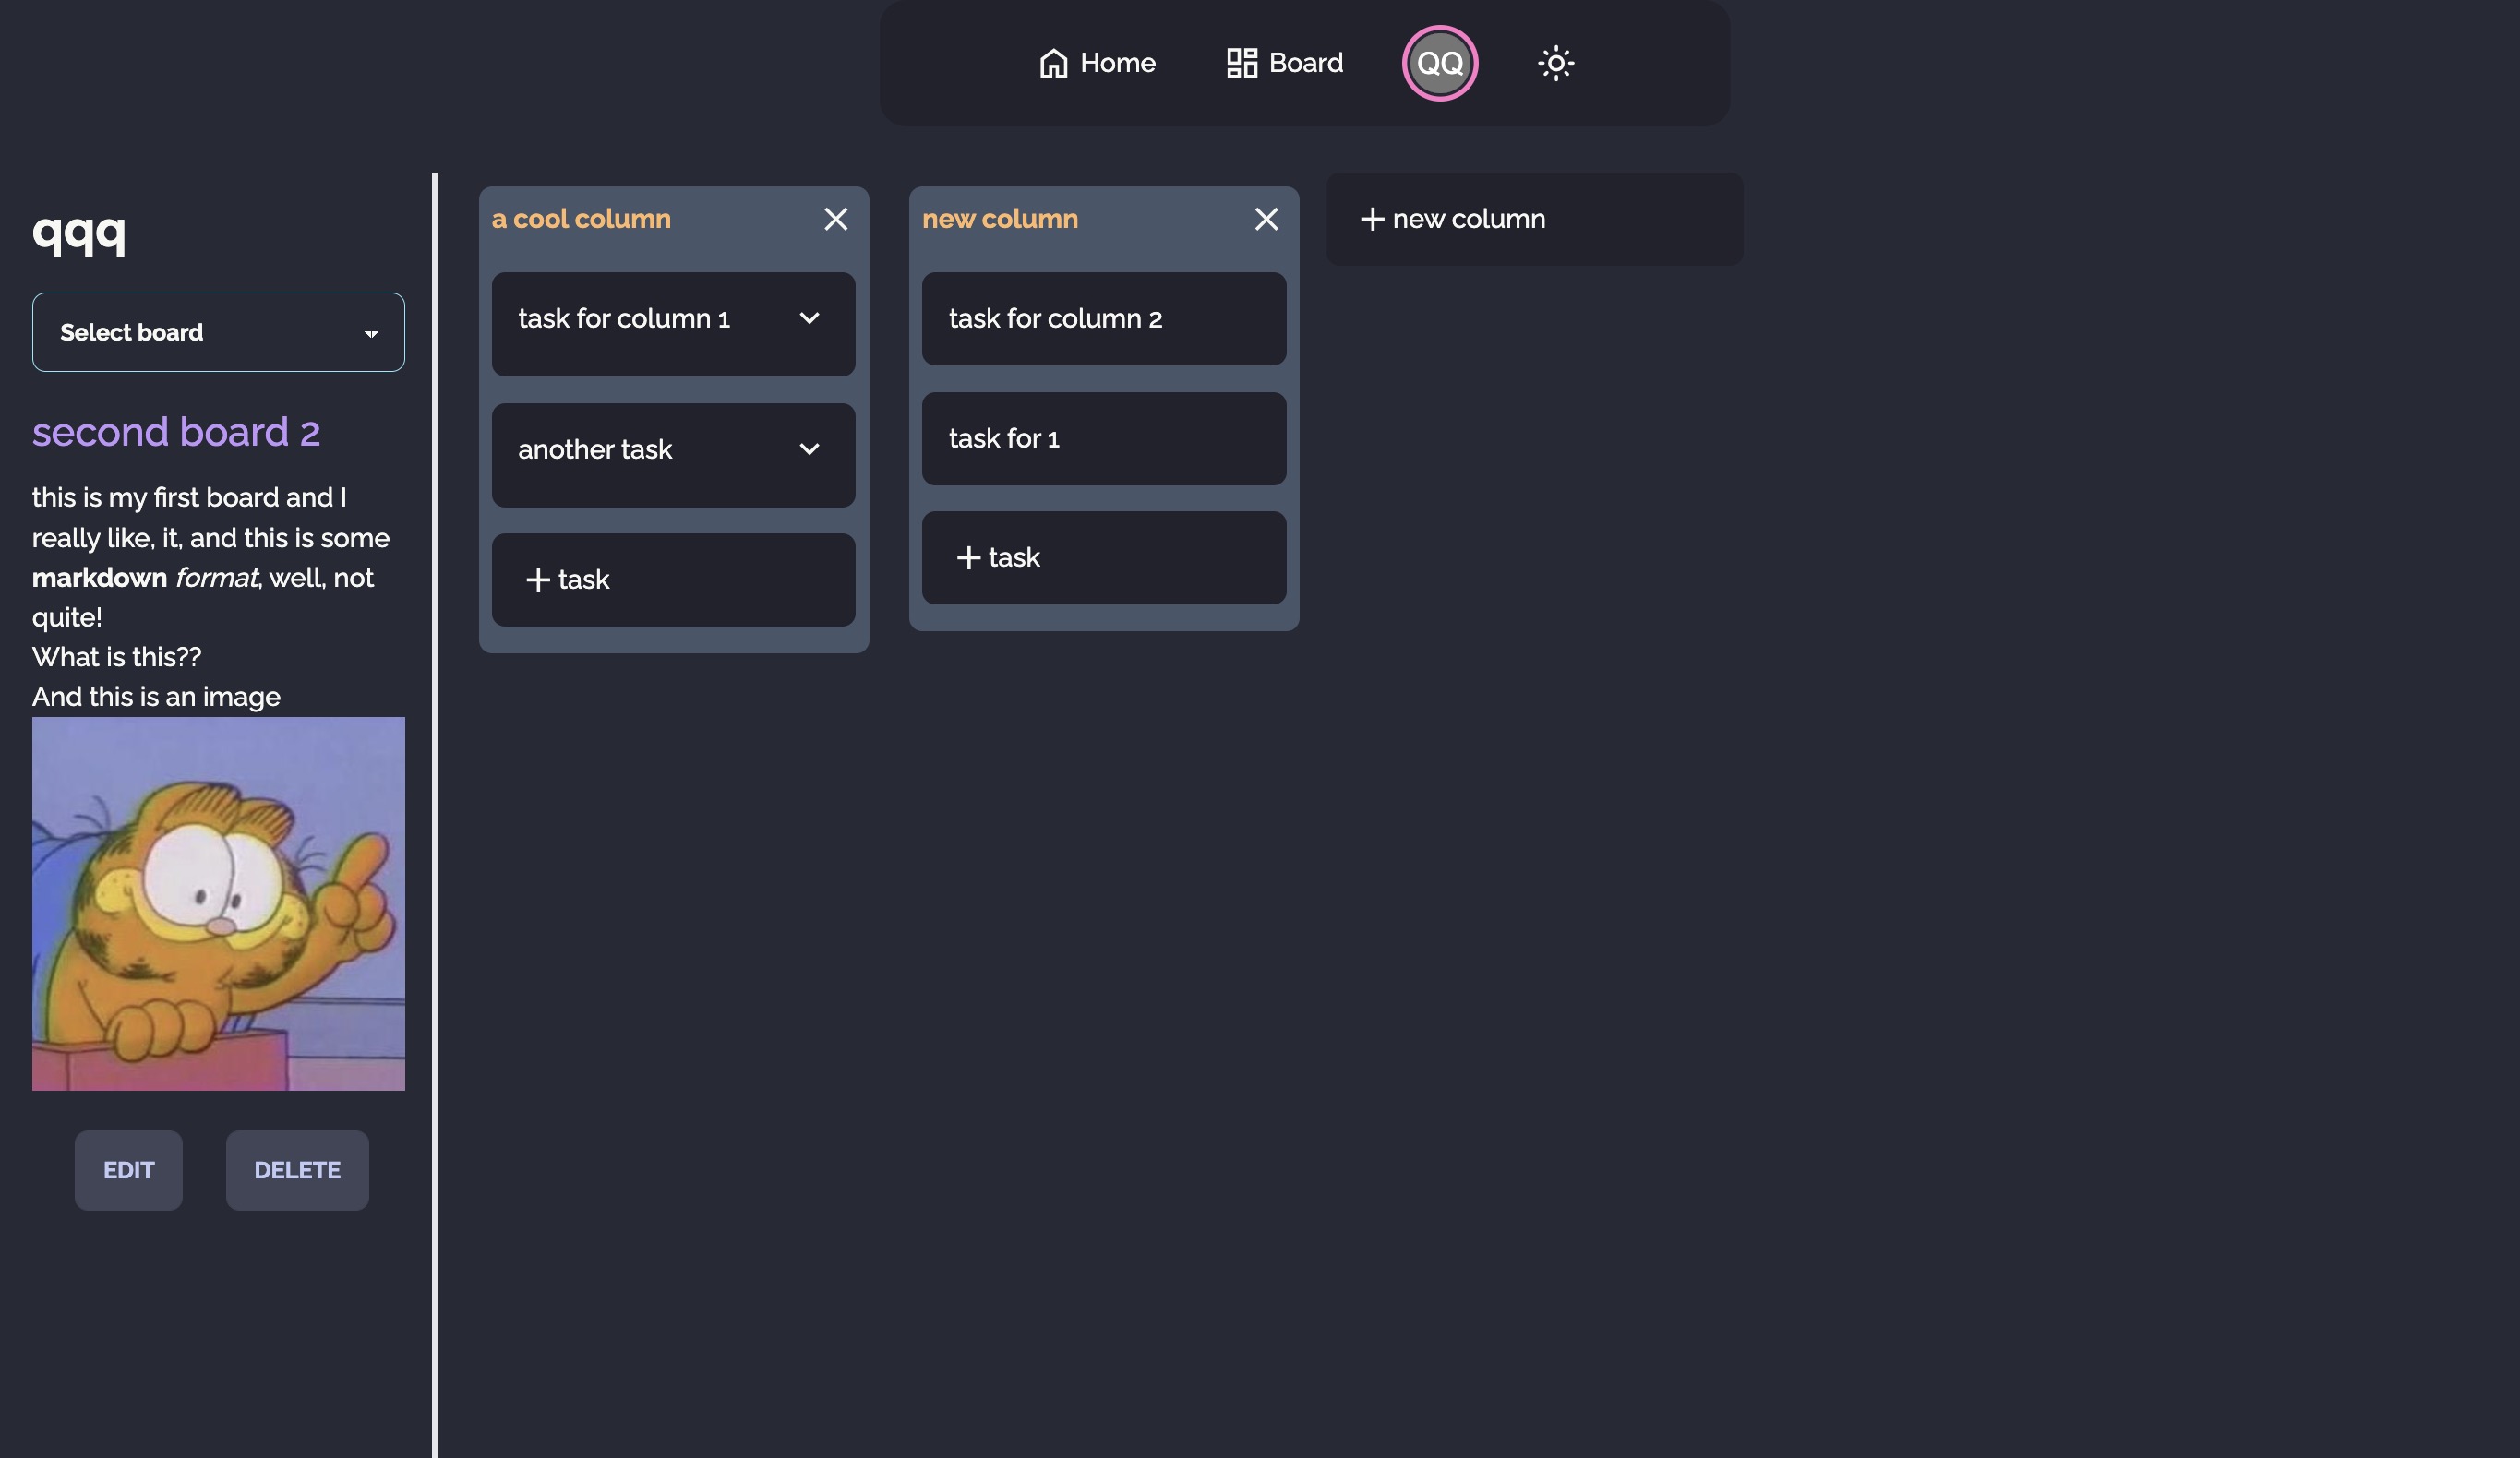 Home
Board
QQ
qqq
Select board
second board 2
this is my first board and I
really like, it, and this is some
markdown format, well, not
quite!
What is this??
And this is an image
EDIT
DELETE
a cool column
task for column 1
another task
+ task
new column
task for column 2
task for 1
+ task
+ new column